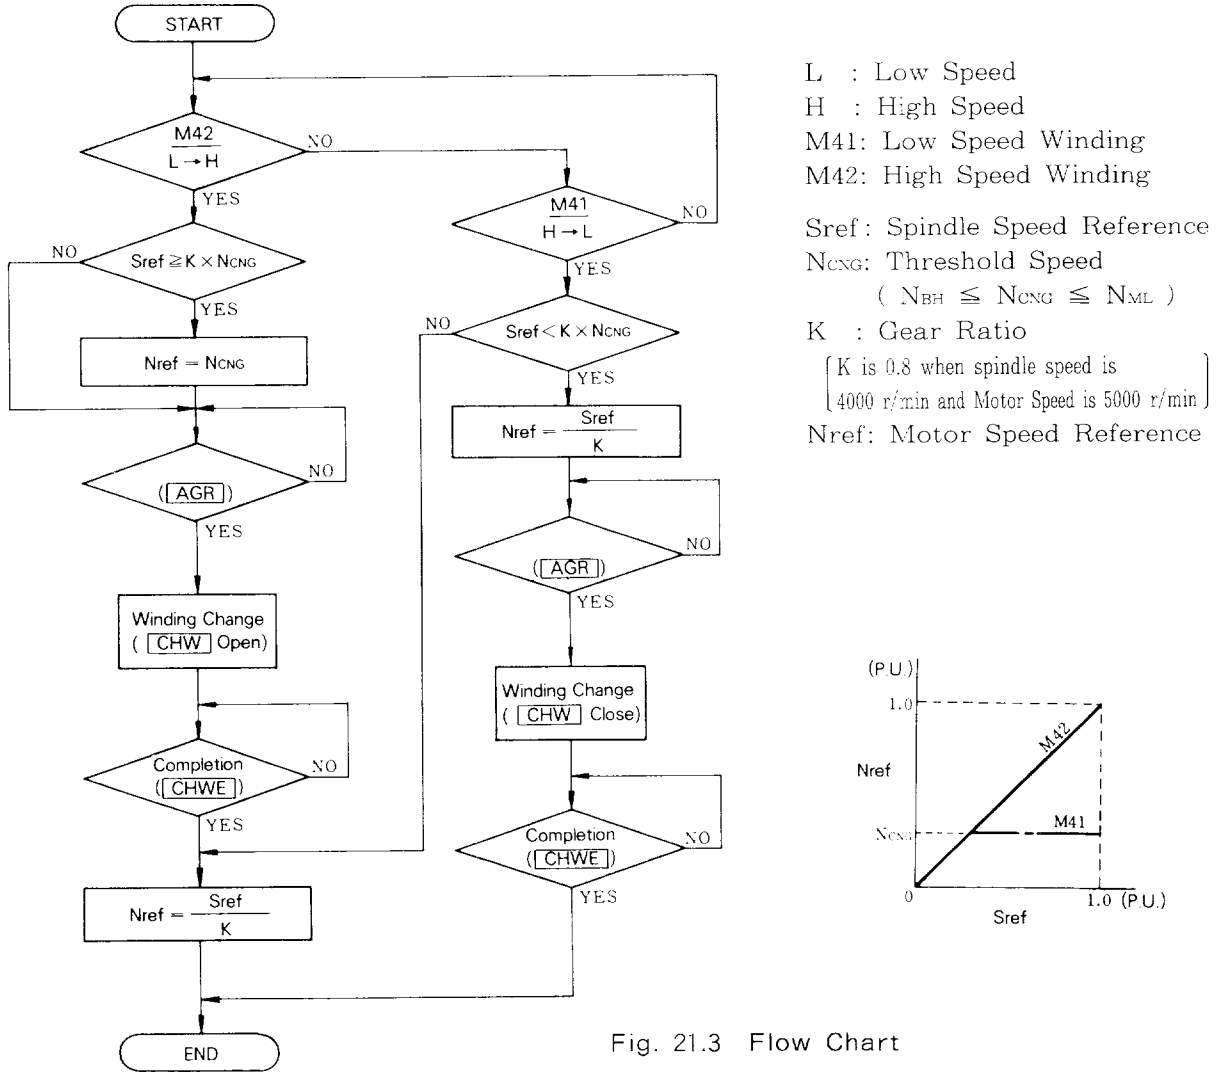 START
M42
L → H
NO
YES
Sref ≧ K × NCNG
NO
YES
Nref = NCNG
(AGR)
NO
YES
Winding Change
( CHW Open)
Completion
(CHWE)
NO
YES
Nref = Sref
K
END
M41
H → L
NO
YES
Sref < K × NCNG
NO
YES
Nref = Sref
K
(AGR)
NO
YES
Winding Change
( CHW Close)
Completion
(CHWE)
NO
YES
L : Low Speed
H : High Speed
M41: Low Speed Winding
M42: High Speed Winding
Sref: Spindle Speed Reference
NCNG: Threshold Speed
( NBH ≦ NCNG ≦ NML )
K : Gear Ratio
K is 0.8 when spindle speed is
4000 r/min and Motor Speed is 5000 r/min
Nref: Motor Speed Reference
(P.U.)
1.0
M42
Nref
M41
NCNG
0
1.0 (P.U.)
Sref
Fig. 21.3 Flow Chart